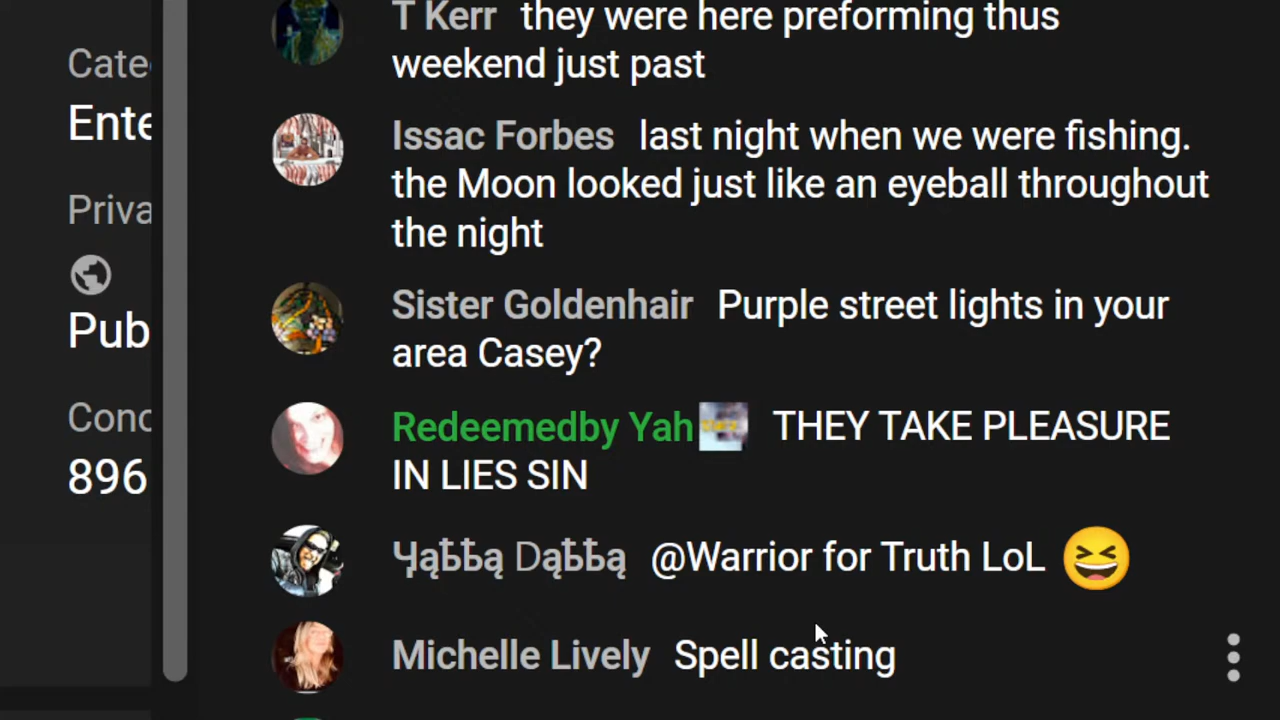 Cate
Ente
Priva
Pub
Conc
896
T Kerr they were here preforming thus
weekend just past
Issac Forbes last night when we were fishing.
the Moon looked just like an eyeball throughout
the night
Sister Goldenhair Purple street lights in your
area Casey?
Redeemedby Yah THEY TAKE PLEASURE
IN LIES SIN
Ⴗąҍҍą Dąҍҍą @Warrior for Truth LoL 😆
Michelle Lively Spell casting